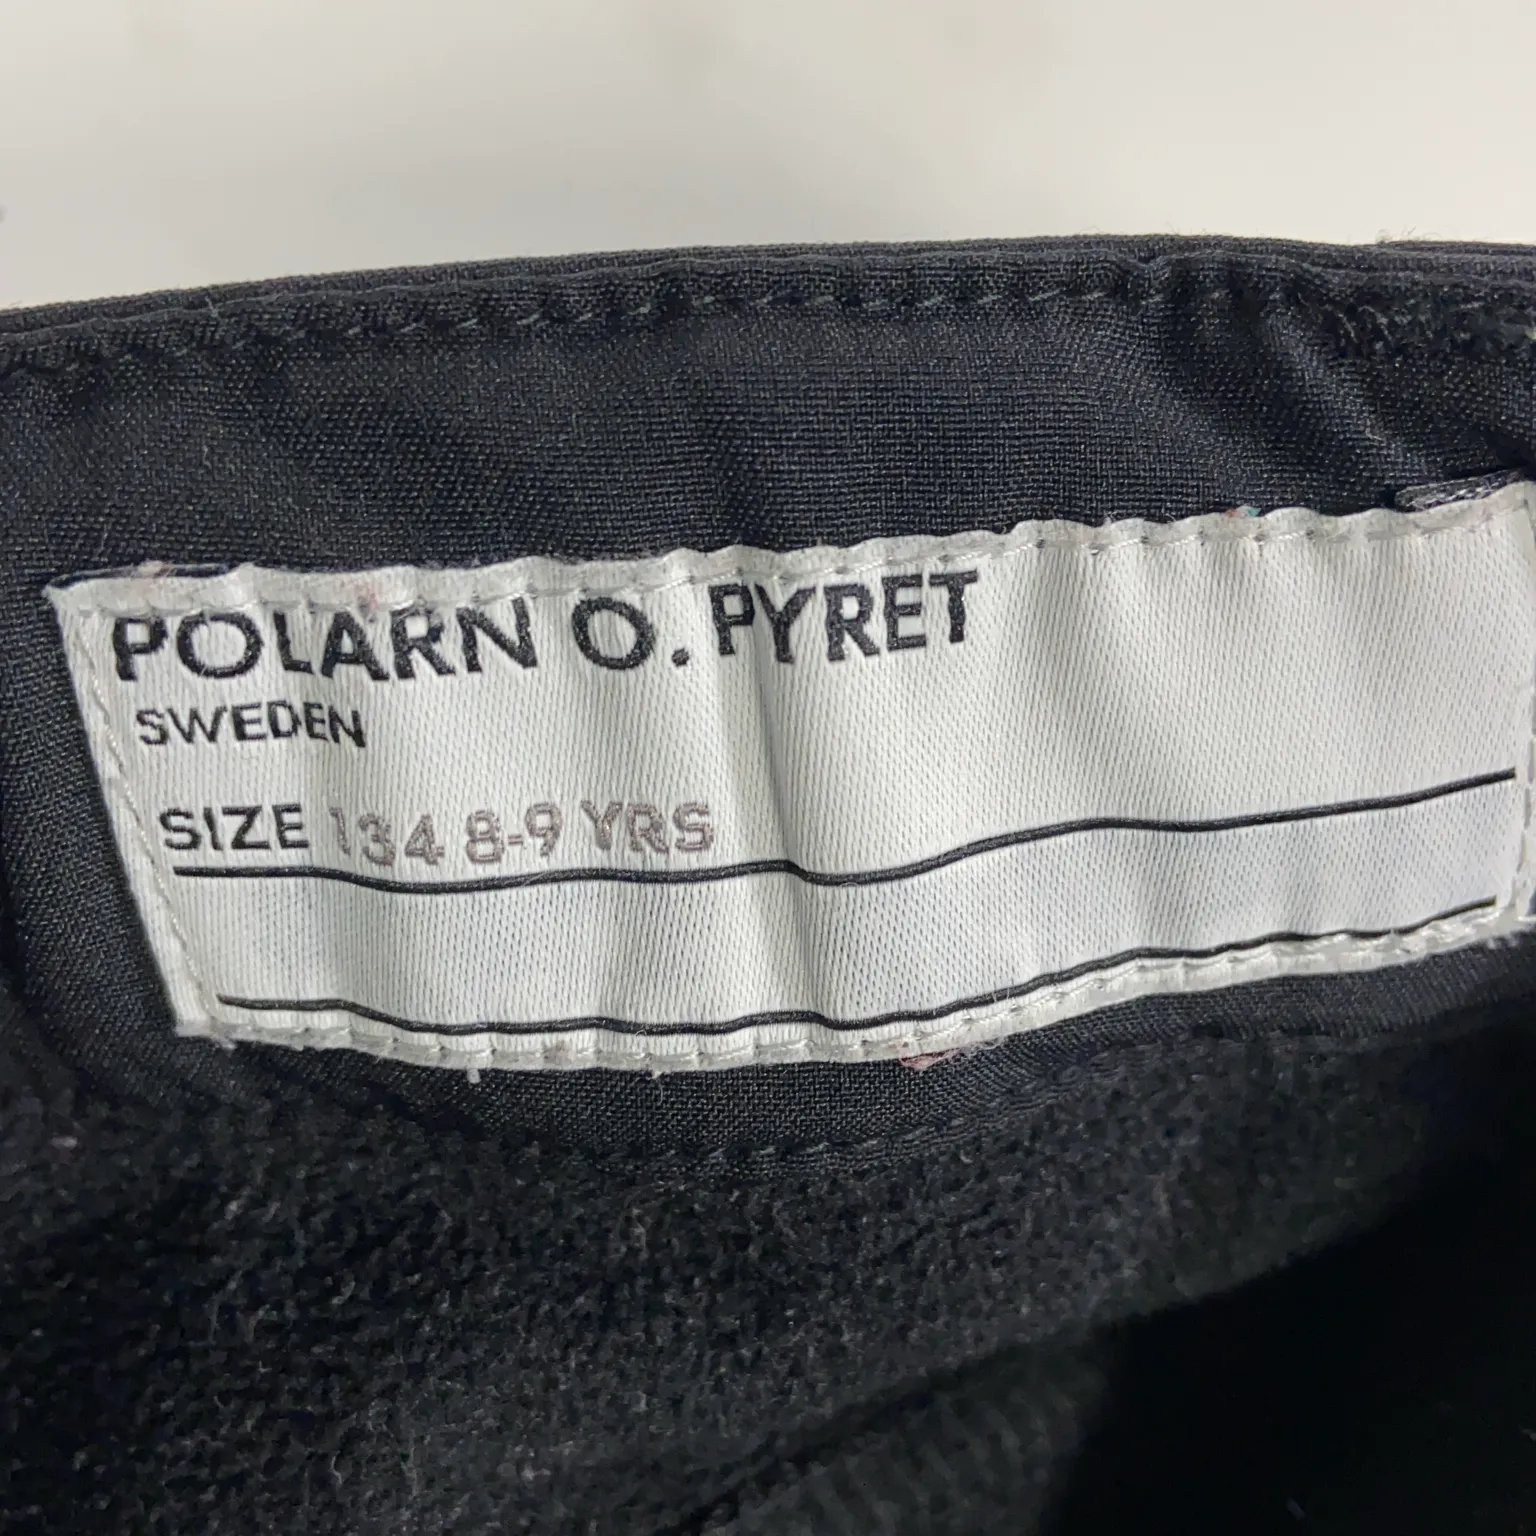 POLARN O. PYRET
SWEDEN
SIZE 134 8-9 YRS